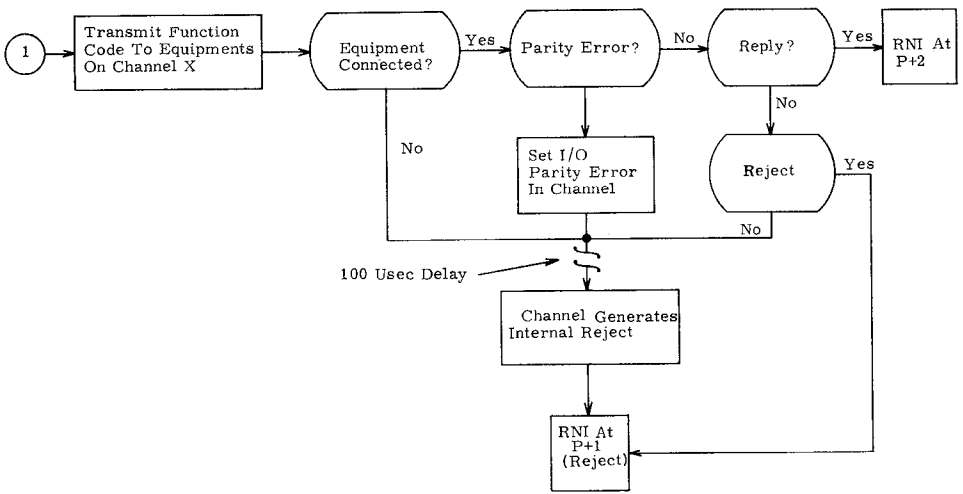 1
Transmit Function
Code To Equipments
On Channel X
Equipment
Connected?
Yes
Parity Error?
No
Reply?
Yes
RNI At
P+2
No
No
Set I/O
Parity Error
In Channel
Reject
Yes
No
100 Usec Delay
Channel Generates
Internal Reject
RNI At
P+1
(Reject)